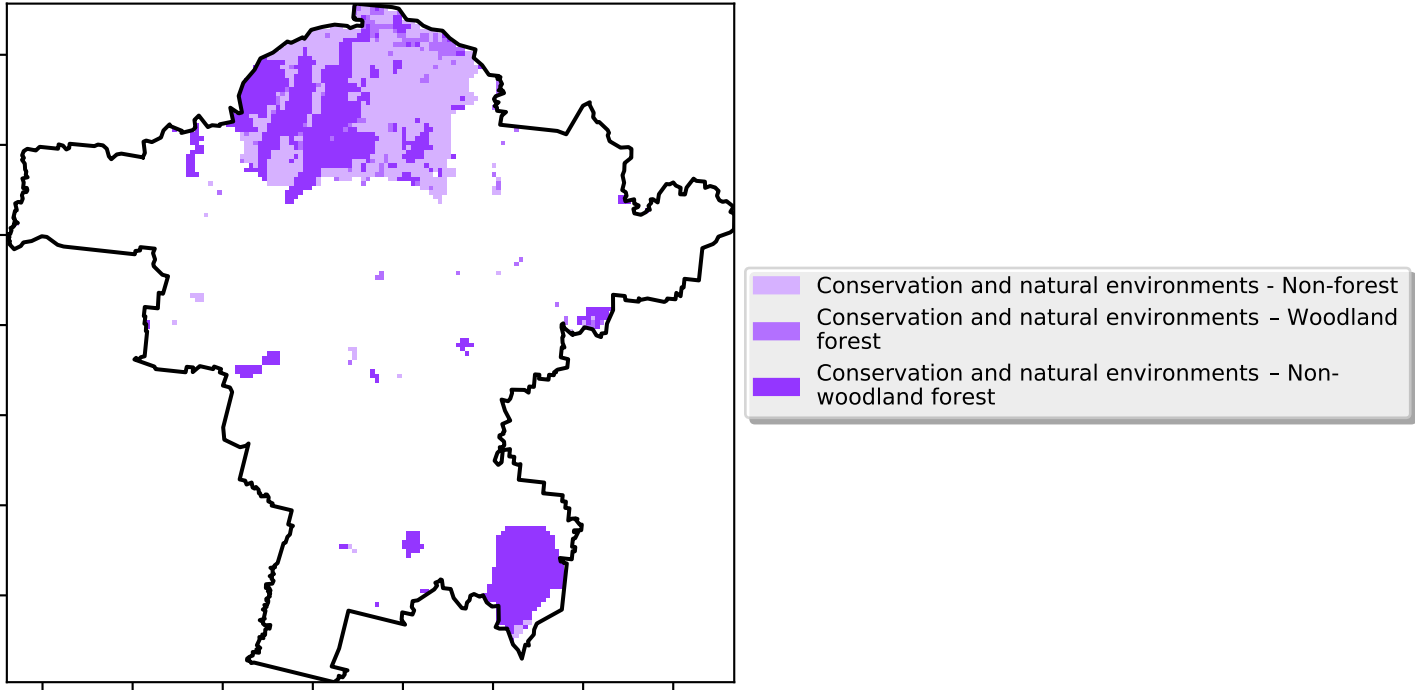 Conservation and natural environments - Non-forest
Conservation and natural environments – Woodland
forest
Conservation and natural environments – Non-
woodland forest